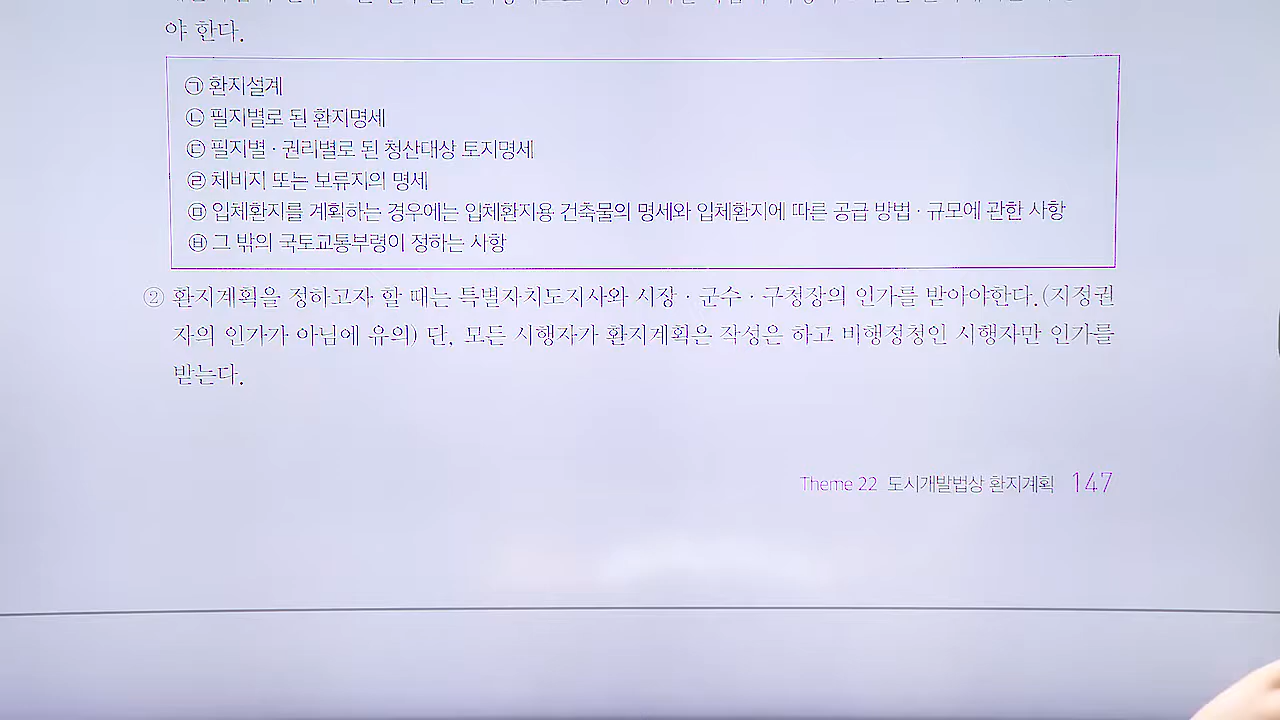 야 한다.
㉠ 환지설계
㉡ 필지별로 된 환지명세
㉢ 필지별 · 권리별로 된 청산대상 토지명세
㉣ 체비지 또는 보류지의 명세
㉤ 입체환지를 계획하는 경우에는 입체환지용 건축물의 명세와 입체환지에 따른 공급 방법 · 규모에 관한 사항
㉥ 그 밖의 국토교통부령이 정하는 사항
② 환지계획을 정하고자 할 때는 특별자치도지사와 시장 · 군수 · 구청장의 인가를 받아야한다.(지정권
자의 인가가 아님에 유의) 단, 모든 시행자가 환지계획은 작성은 하고 비행정청인 시행자만 인가를
받는다.
Theme 22 도시개발법상 환지계획 147